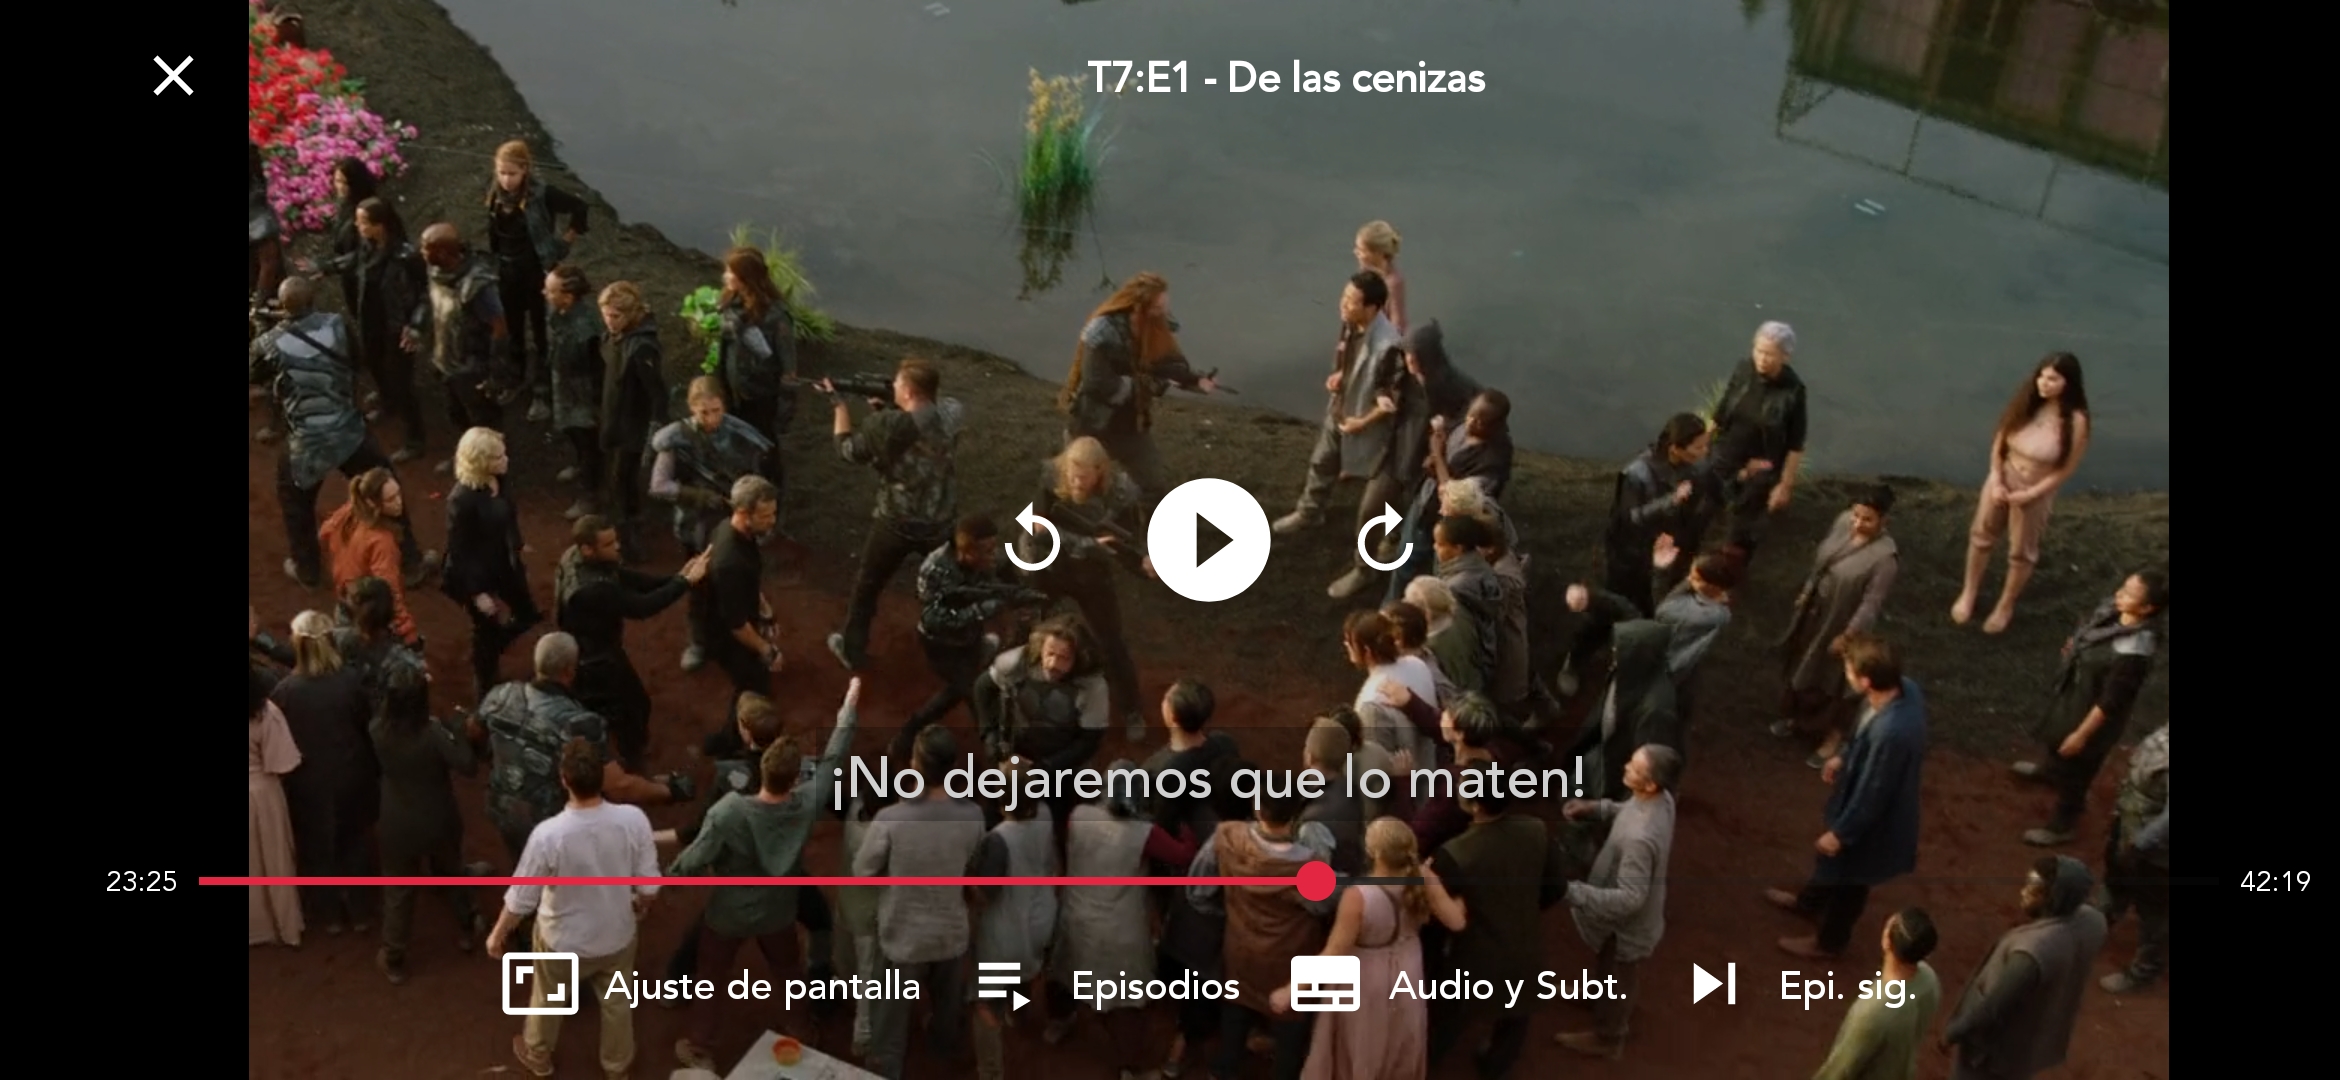 T7:E1 - De las cenizas
¡No dejaremos que lo maten!
23:25
42:19
Ajuste de pantalla
Episodios
Audio y Subt.
Epi. sig.